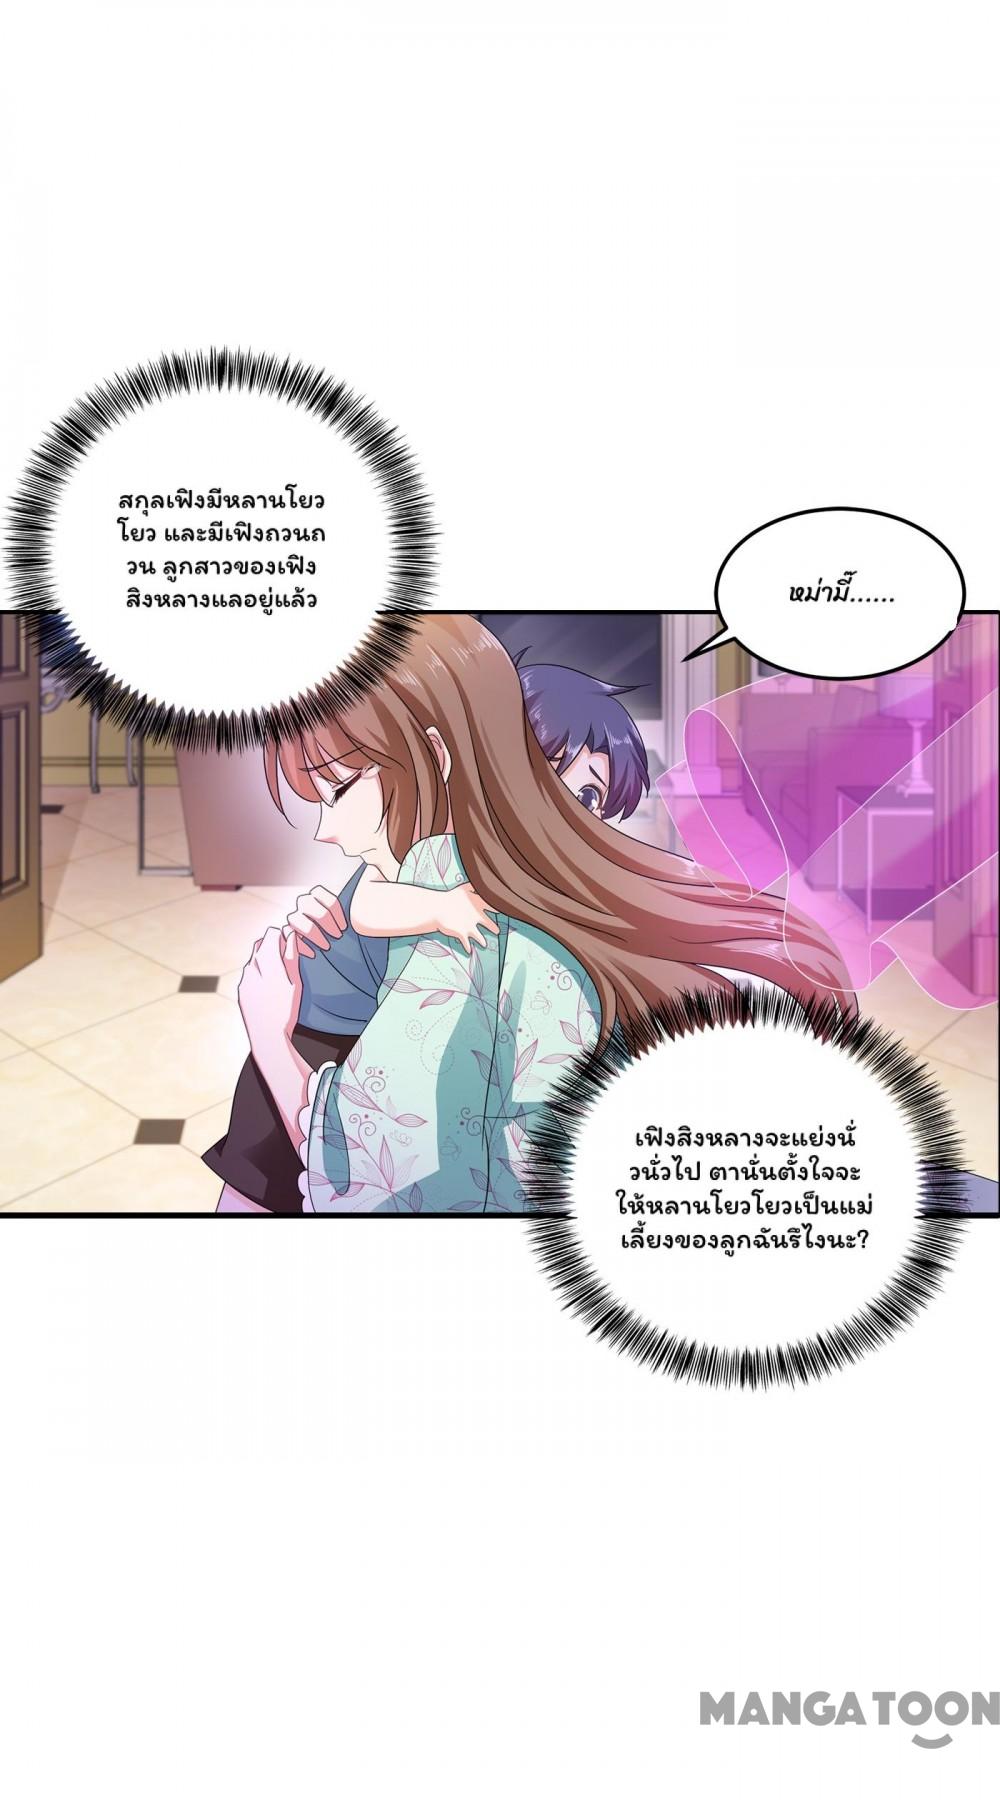 สกุลเฟิงมีหลานโยว
โยว และมีเฟิงถวนถ
วน ลูกสาวของเฟิง
สิงหลางแลอยู่แล้ว
หม่ามี๊......
เฟิงสิงหลางจะแย่งนั่
วนั่วไป ตานั่นตั้งใจจะ
ให้หลานโยวโยวเป็นแม่
เลี้ยงของลูกฉันรึไงนะ?
MANGATOON